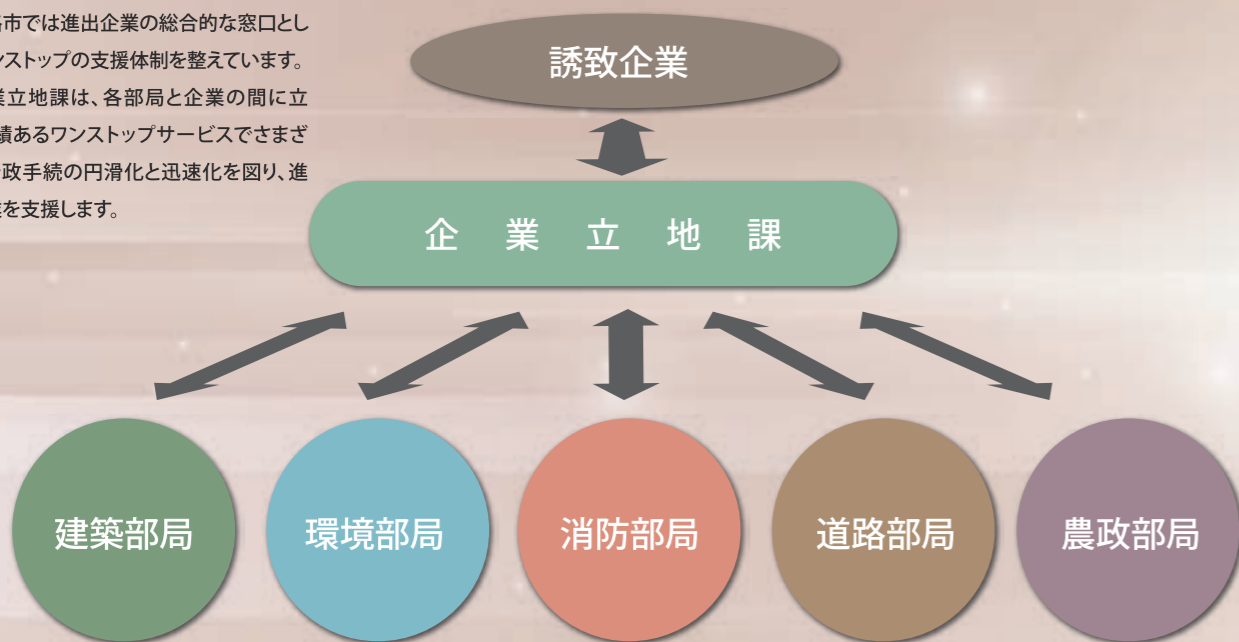 市では進出企業の総合的な窓口とし
ンストップの支援体制を整えています。
業立地課は、各部局と企業の間に立
績あるワンストップサービスでさまざ
政手続の円滑化と迅速化を図り、進
業を支援します。
誘致企業
企業立地課
建築部局
環境部局
消防部局
道路部局
農政部局